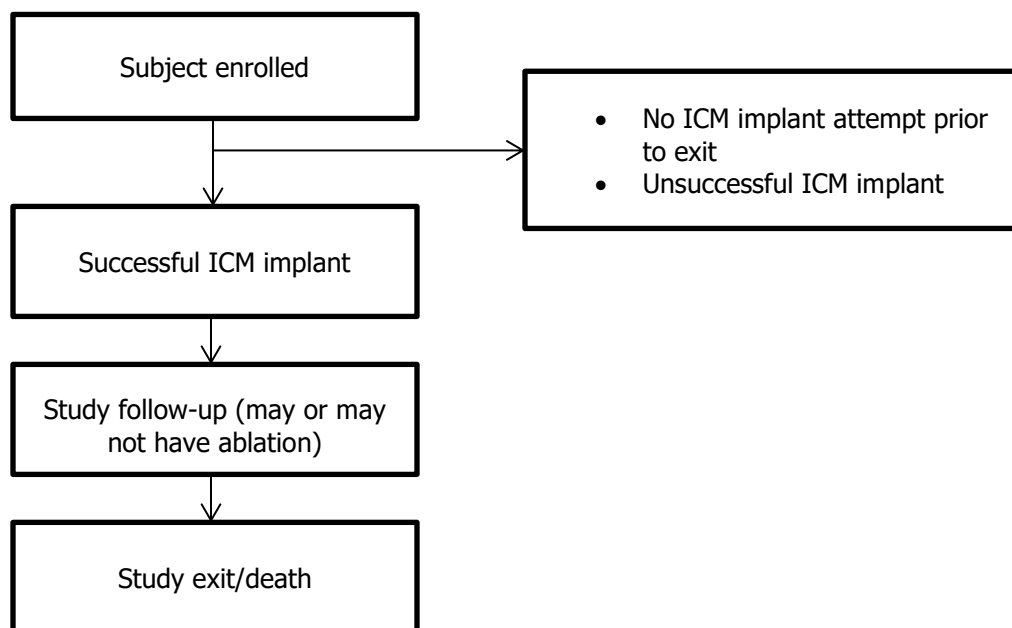 Subject enrolled
• No ICM implant attempt prior
to exit
• Unsuccessful ICM implant
Successful ICM implant
Study follow-up (may or may
not have ablation)
Study exit/death